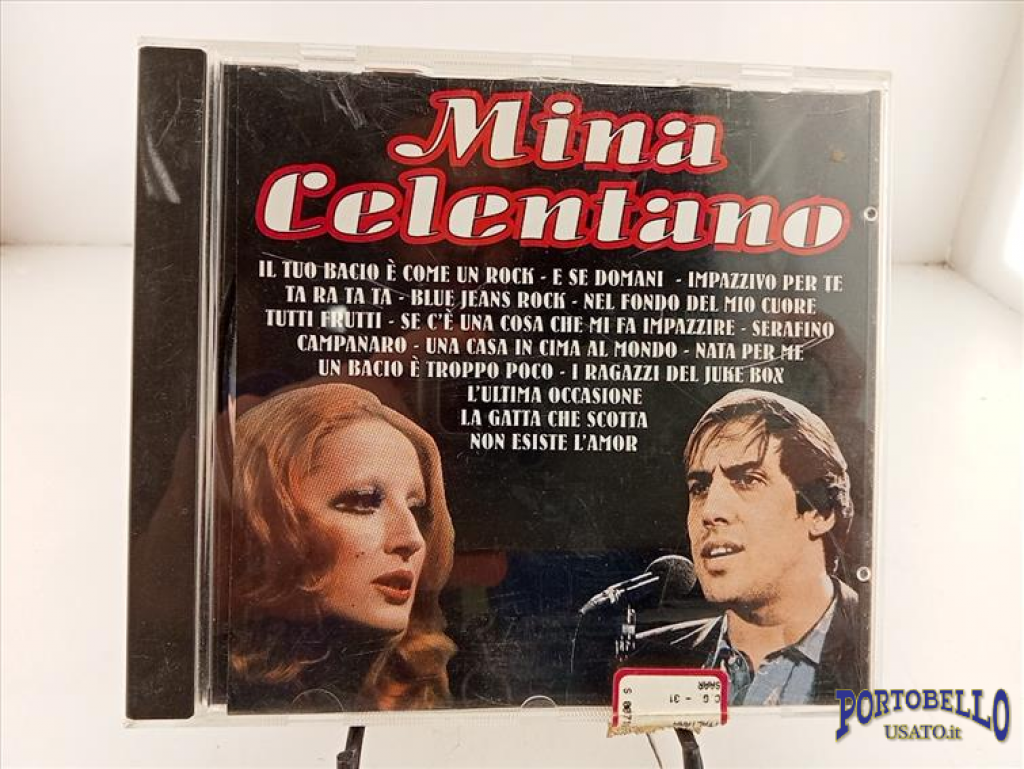 Mina
Celentano
IL TUO BACIO È COME UN ROCK - E SE DOMANI - IMPAZZIVO PER TE
TA RA TA TA - BLUE JEANS ROCK - NEL FONDO DEL MIO CUORE
TUTTI FRUTTI - SE C'È UNA COSA CHE MI FA IMPAZZIRE - SERAFINO
CAMPANARO - UNA CASA IN CIMA AL MONDO - NATA PER ME
UN BACIO È TROPPO POCO - I RAGAZZI DEL JUKE BOX
L'ULTIMA OCCASIONE
LA GATTA CHE SCOTTA
NON ESISTE L'AMOR
SAAR
C.G - 31
PORTOBELLO
USATO.it